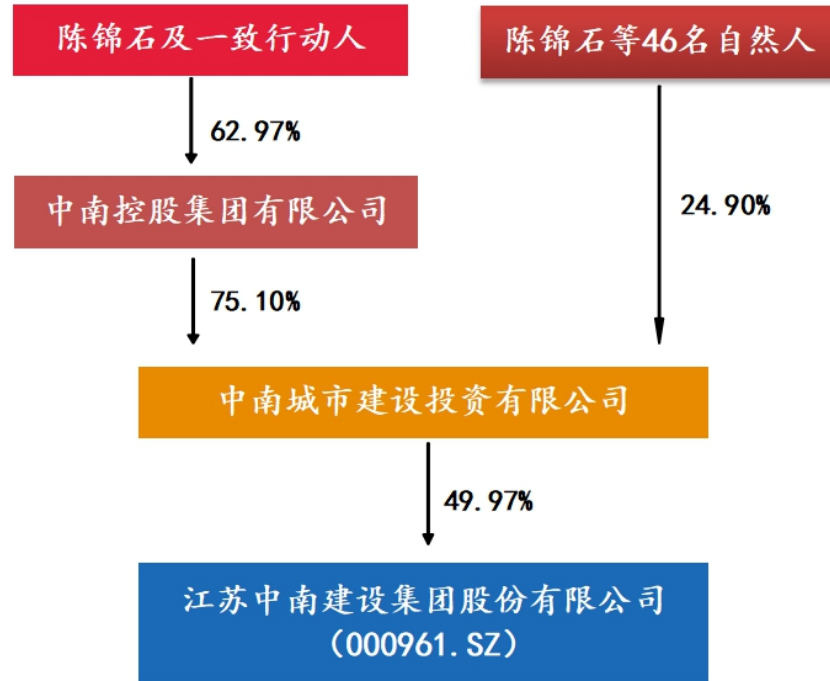 陈锦石及一致行动人
陈锦石等46名自然人
62.97%
中南控股集团有限公司
24.90%
75.10%
中南城市建设投资有限公司
49.97%
江苏中南建设集团股份有限公司
（000961.SZ）